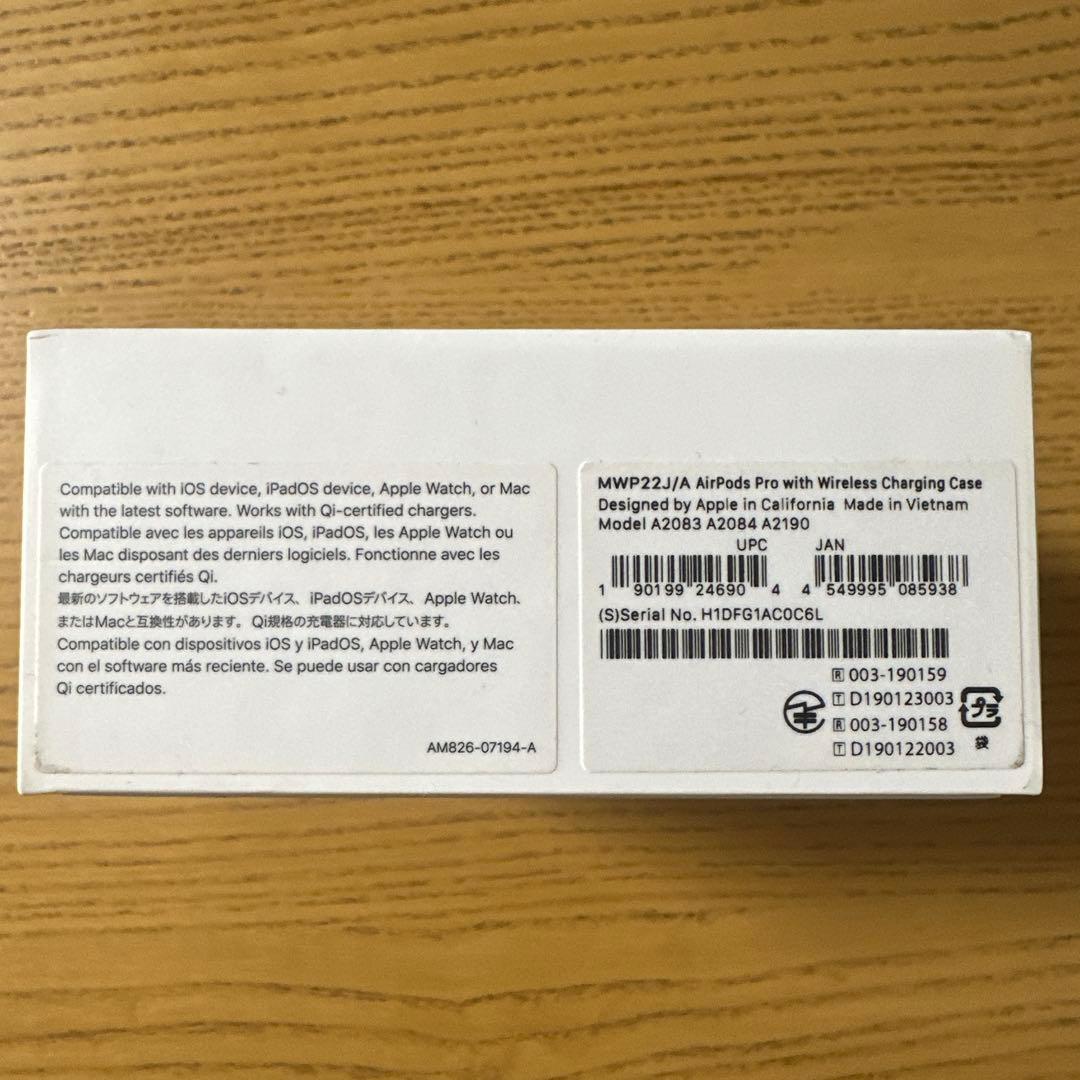 Compatible with iOS device, iPadOS device, Apple Watch, or Mac
with the latest software. Works with Qi-certified chargers.
Compatible avec les appareils iOS, iPadOS, les Apple Watch ou
les Mac disposant des derniers logiciels. Fonctionne avec les
chargeurs certifiés Qi.
最新のソフトウェアを搭載したiOSデバイス、iPadOSデバイス、Apple Watch、
またはMacと互換性があります。Qi規格の充電器に対応しています。
Compatible con dispositivos iOS y iPadOS, Apple Watch, y Mac
con el software más reciente. Se puede usar con cargadores
Qi certificados.
AM826-07194-A
MWP22J/A AirPods Pro with Wireless Charging Case
Designed by Apple in California Made in Vietnam
Model A2083 A2084 A2190
UPC JAN
1 90199 24690 4 4 549995 085938
(S)Serial No. H1DFG1AC0C6L
R 003-190159
T D190123003
R 003-190158
T D190122003
プラ
袋